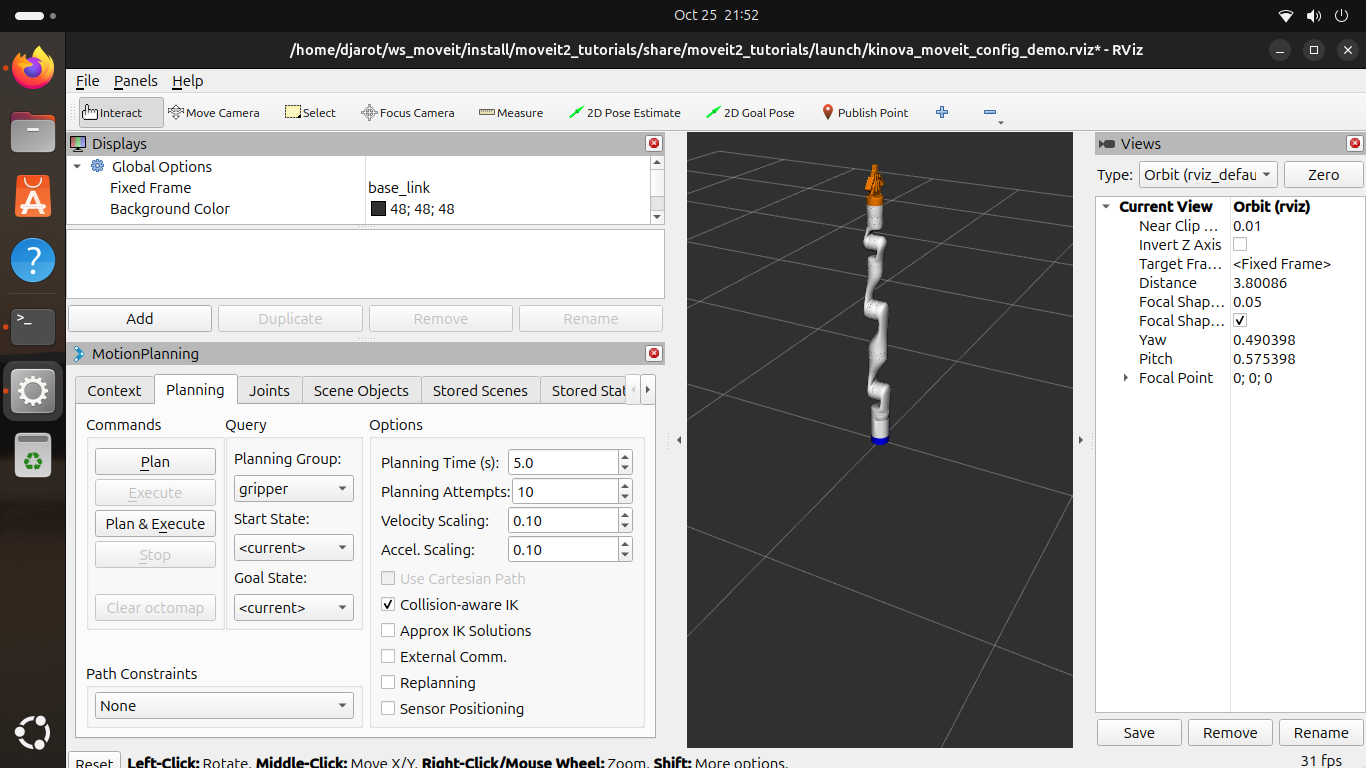 Oct 25 21:52
/home/djarot/ws_moveit/install/moveit2_tutorials/share/moveit2_tutorials/launch/kinova_moveit_config_demo.rviz* - RViz
File Panels Help
Interact Move Camera Select Focus Camera Measure 2D Pose Estimate 2D Goal Pose Publish Point
Displays
Global Options
Fixed Frame base_link
Background Color 48; 48; 48
Add Duplicate Remove Rename
MotionPlanning
Context Planning Joints Scene Objects Stored Scenes Stored Stat
Commands
Plan
Execute
Plan & Execute
Stop
Clear octomap
Query
Planning Group:
gripper
Start State:
<current>
Goal State:
<current>
Path Constraints
None
Options
Planning Time (s): 5.0
Planning Attempts: 10
Velocity Scaling: 0.10
Accel. Scaling: 0.10
Use Cartesian Path
Collision-aware IK
Approx IK Solutions
External Comm.
Replanning
Sensor Positioning
Views
Type: Orbit (rviz_defau Zero
Current View Orbit (rviz)
Near Clip ... 0.01
Invert Z Axis
Target Fra... <Fixed Frame>
Distance 3.80086
Focal Shap... 0.05
Focal Shap...
Yaw 0.490398
Pitch 0.575398
Focal Point 0; 0; 0
Save Remove Rename
Reset Left-Click: Rotate. Middle-Click: Move X/Y. Right-Click/Mouse Wheel: Zoom. Shift: More options. 31 fps